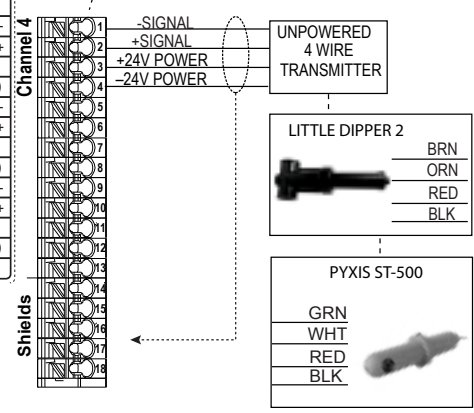 Channel 4
Shields
1
2
3
4
5
6
7
8
9
10
11
12
13
14
15
16
17
18
-SIGNAL
+SIGNAL
+24V POWER
–24V POWER
UNPOWERED
4 WIRE
TRANSMITTER
LITTLE DIPPER 2
BRN
ORN
RED
BLK
PYXIS ST-500
GRN
WHT
RED
BLK